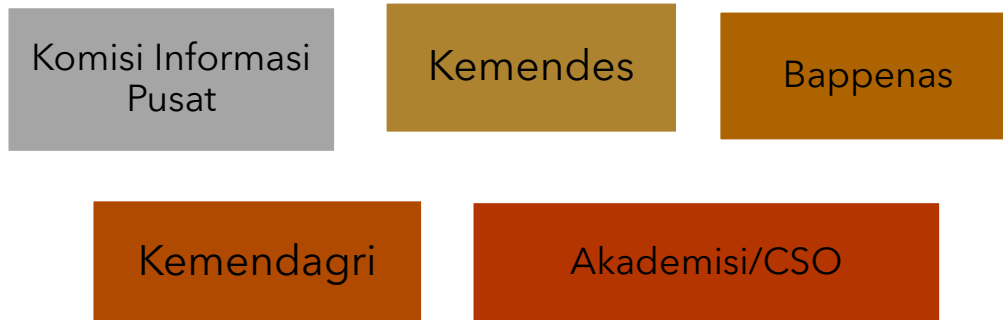 Komisi Informasi
Pusat
Kemendes
Bappenas
Kemendagri
Akademisi/CSO